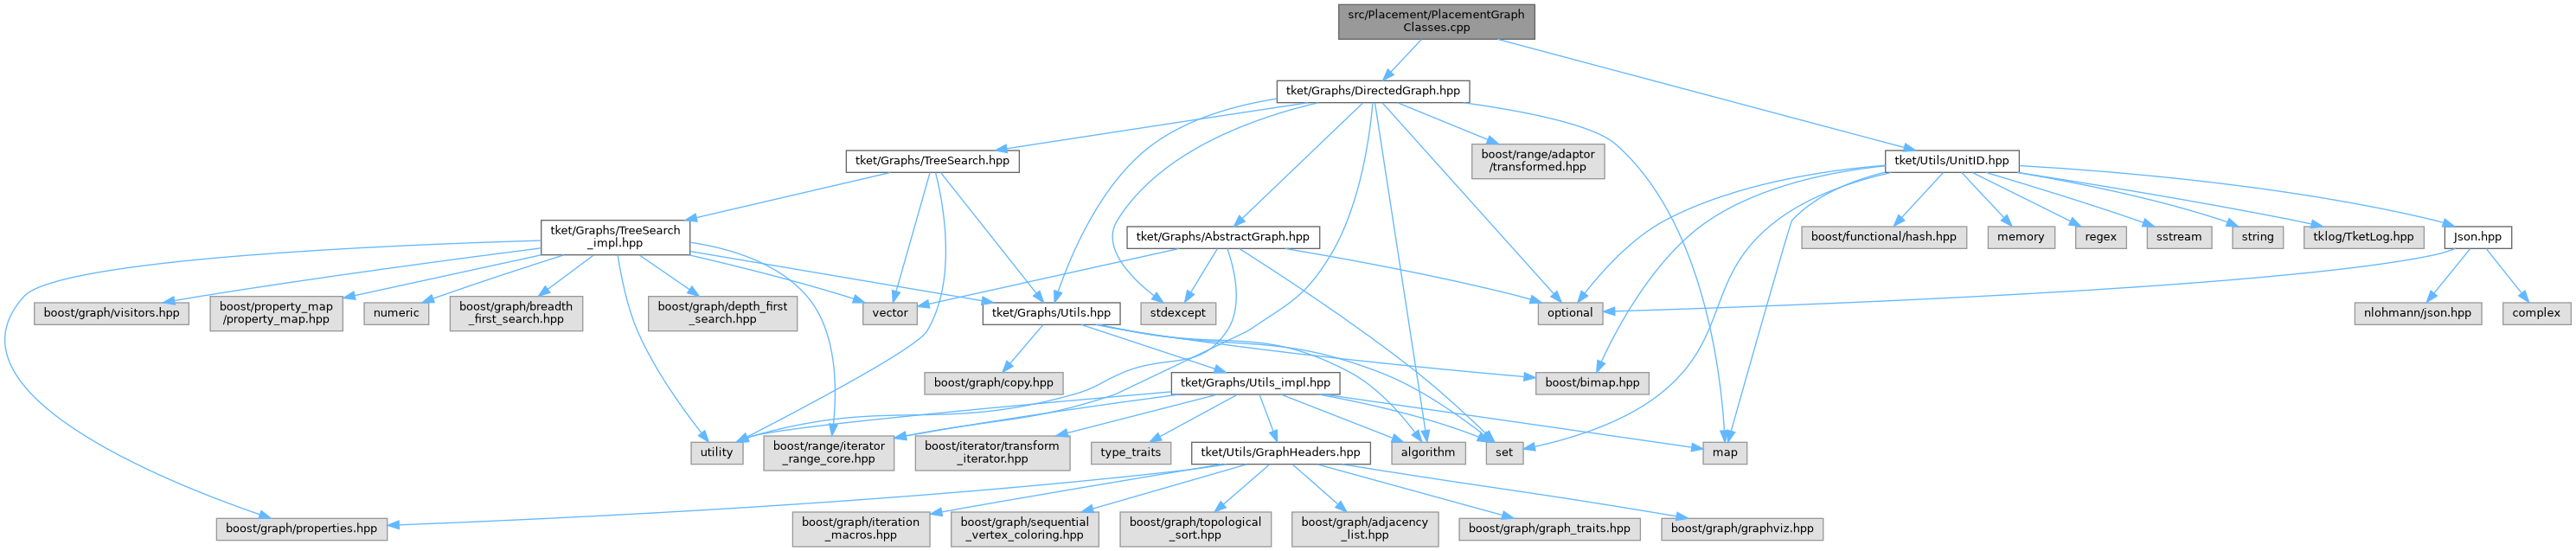 src/Placement/PlacementGraph
Classes.cpp
tket/Graphs/DirectedGraph.hpp
tket/Graphs/TreeSearch.hpp
boost/range/adaptor
/transformed.hpp
tket/Utils/UnitID.hpp
tket/Graphs/TreeSearch
_impl.hpp
tket/Graphs/AbstractGraph.hpp
boost/functional/hash.hpp
memory
regex
sstream
string
tklog/TketLog.hpp
Json.hpp
boost/graph/visitors.hpp
boost/property_map
/property_map.hpp
numeric
boost/graph/breadth
_first_search.hpp
boost/graph/depth_first
_search.hpp
vector
tket/Graphs/Utils.hpp
stdexcept
optional
nlohmann/json.hpp
complex
boost/graph/copy.hpp
tket/Graphs/Utils_impl.hpp
boost/bimap.hpp
utility
boost/range/iterator
_range_core.hpp
boost/iterator/transform
_iterator.hpp
type_traits
tket/Utils/GraphHeaders.hpp
algorithm
set
map
boost/graph/properties.hpp
boost/graph/iteration
_macros.hpp
boost/graph/sequential
_vertex_coloring.hpp
boost/graph/topological
_sort.hpp
boost/graph/adjacency
_list.hpp
boost/graph/graph_traits.hpp
boost/graph/graphviz.hpp